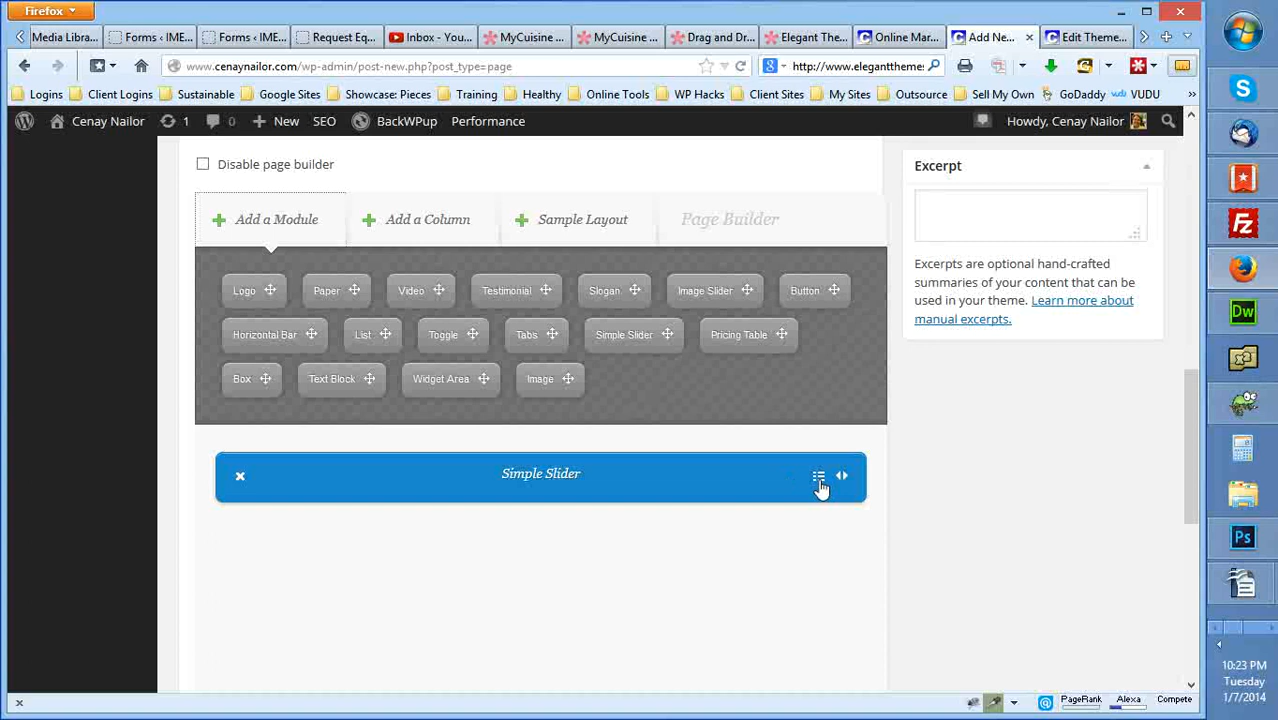 Firefox
Media Libra...
Forms ‹ IME...
Forms ‹ IME...
Request Eq...
Inbox - You...
MyCuisine ...
MyCuisine ...
Drag and Dr...
Elegant The...
Online Mar...
Add Ne...
Edit Theme...
www.cenaynailor.com/wp-admin/post-new.php?post_type=page
http://www.eleganttheme:
Logins
Client Logins
Sustainable
Google Sites
Showcase: Pieces
Training
Healthy
Online Tools
WP Hacks
Client Sites
My Sites
Outsource
Sell My Own
GoDaddy
VUDU
Cenay Nailor
1
0
New
SEO
BackWPup
Performance
Howdy, Cenay Nailor
Disable page builder
Add a Module
Add a Column
Sample Layout
Page Builder
Logo
Paper
Video
Testimonial
Slogan
Image Slider
Button
Horizontal Bar
List
Toggle
Tabs
Simple Slider
Pricing Table
Box
Text Block
Widget Area
Image
Simple Slider
Excerpt
Excerpts are optional hand-crafted
summaries of your content that can be
used in your theme. Learn more about
manual excerpts.
PageRank
Alexa
Compete
10:23 PM
Tuesday
1/7/2014